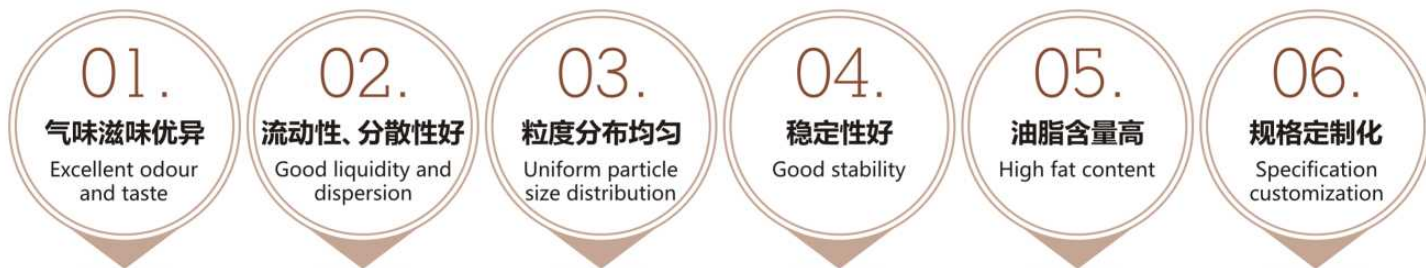 01.
气味滋味优异
Excellent odour
and taste
02.
流动性、分散性好
Good liquidity and
dispersion
03.
粒度分布均匀
Uniform particle
size distribution
04.
稳定性好
Good stability
05.
油脂含量高
High fat content
06.
规格定制化
Specification
customization